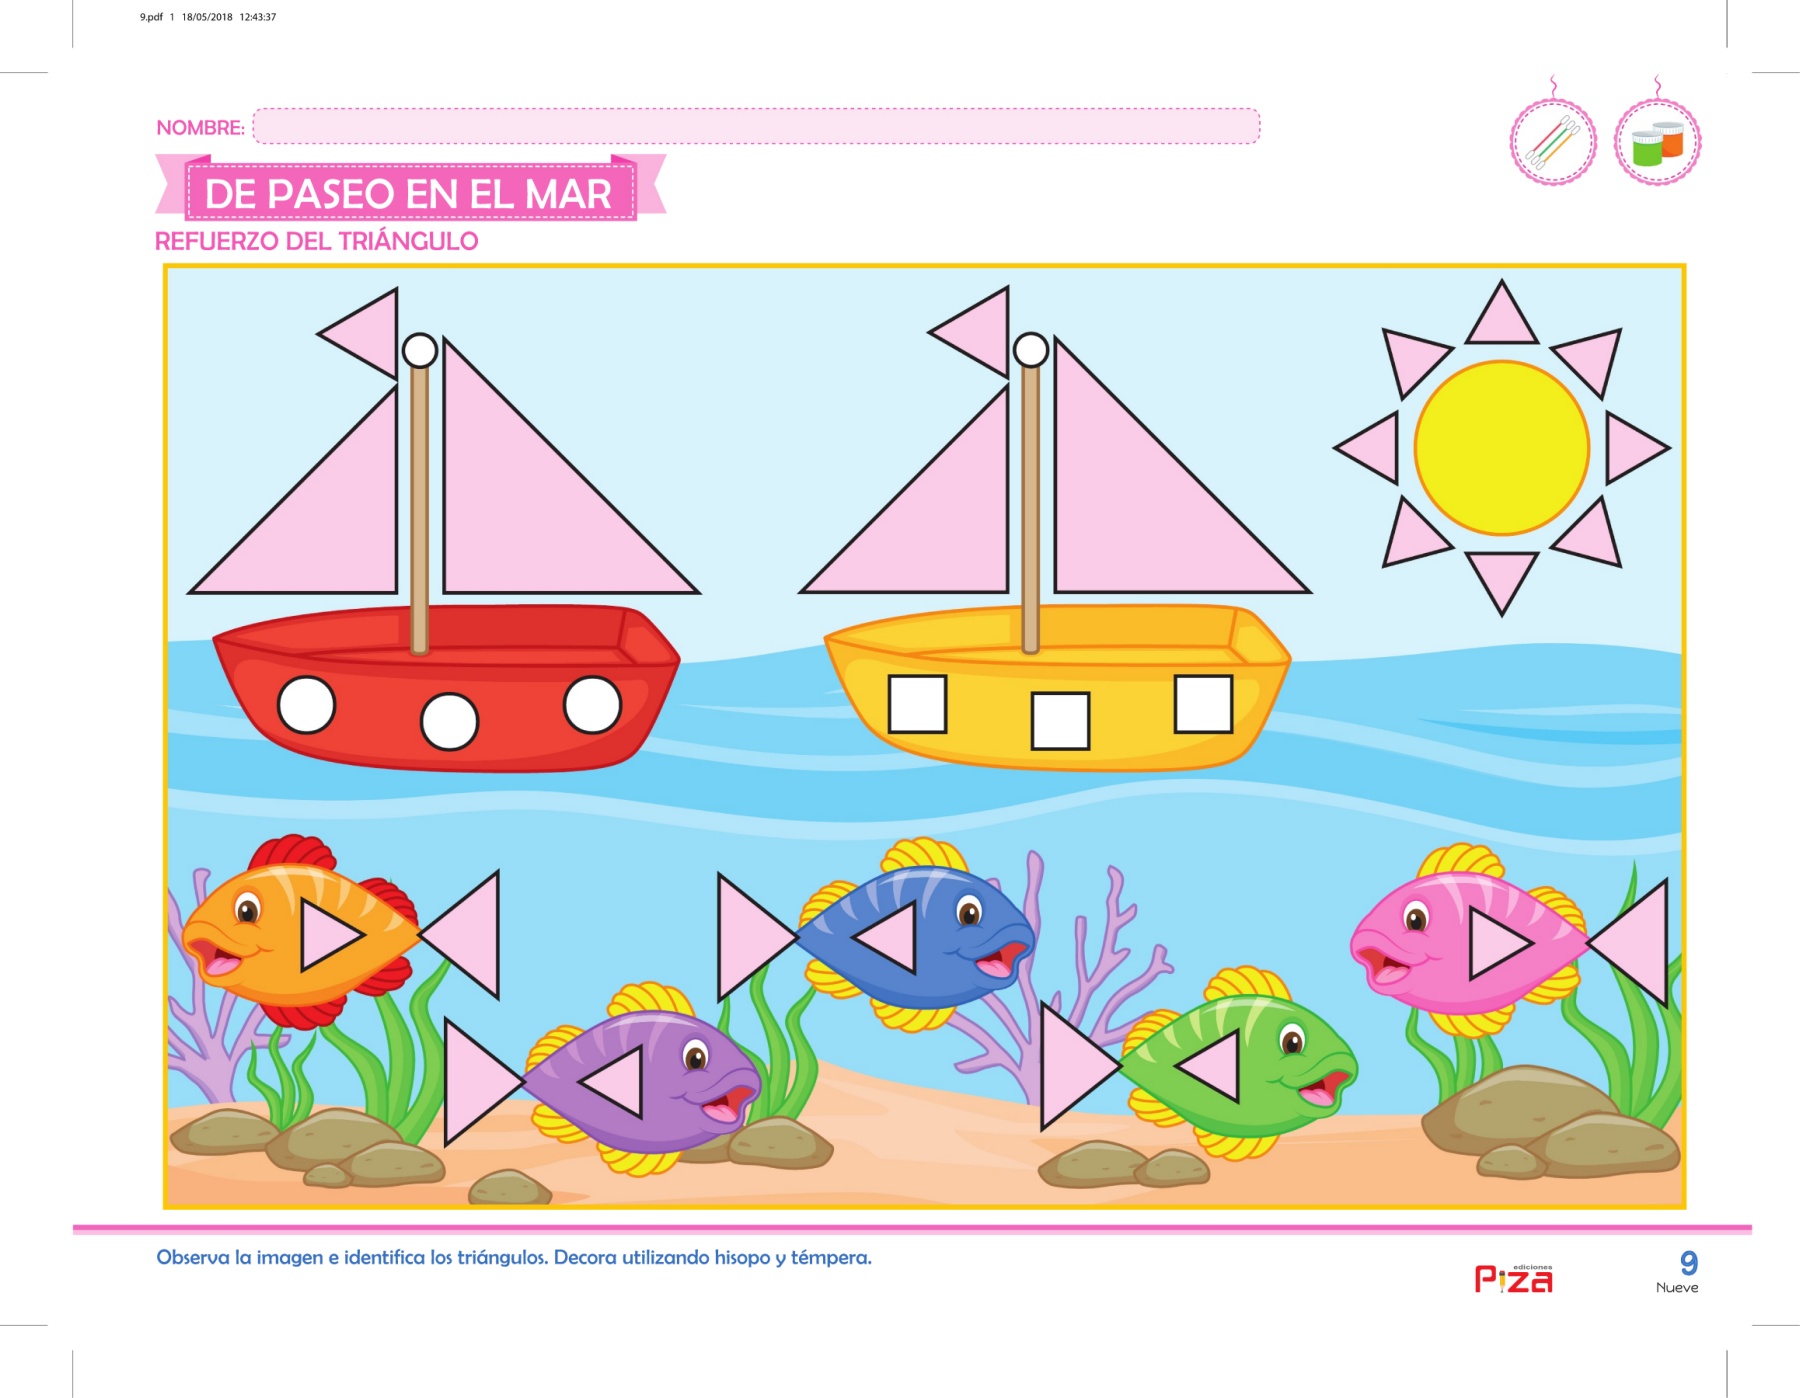 9.pdf 1 18/05/2018 12:43:37
NOMBRE:
DE PASEO EN EL MAR
REFUERZO DEL TRIÁNGULO
Observa la imagen e identifica los triángulos. Decora utilizando hisopo y témpera.
ediciones
Piza
9
Nueve